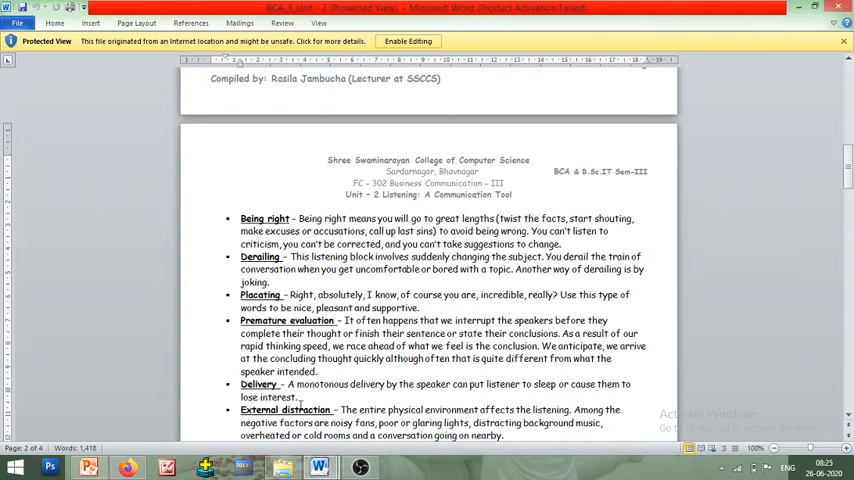 BCA_3_Unit - 2 (Protected View) - Microsoft Word (Product Activation Failed)
File Home Insert Page Layout References Mailings Review View
Protected View This file originated from an Internet location and might be unsafe. Click for more details. Enable Editing
Compiled by: Rasila Jambucha (Lecturer at SSCCS)
Shree Swaminarayan College of Computer Science
Sardarnagar, Bhavnagar BCA & B.Sc.IT Sem-III
FC - 302 Business Communication - III
Unit - 2 Listening: A Communication Tool
▪ Being right - Being right means you will go to great lengths (twist the facts, start shouting,
make excuses or accusations, call up last sins) to avoid being wrong. You can't listen to
criticism, you can't be corrected, and you can't take suggestions to change.
▪ Derailing - This listening block involves suddenly changing the subject. You derail the train of
conversation when you get uncomfortable or bored with a topic. Another way of derailing is by
joking.
▪ Placating - Right, absolutely, I know, of course you are, incredible, really? Use this type of
words to be nice, pleasant and supportive.
▪ Premature evaluation - It often happens that we interrupt the speakers before they
complete their thought or finish their sentence or state their conclusions. As a result of our
rapid thinking speed, we race ahead of what we feel is the conclusion. We anticipate, we arrive
at the concluding thought quickly although often that is quite different from what the
speaker intended.
▪ Delivery - A monotonous delivery by the speaker can put listener to sleep or cause them to
lose interest.
▪ External distraction - The entire physical environment affects the listening. Among the
negative factors are noisy fans, poor or glaring lights, distracting background music,
overheated or cold rooms and a conversation going on nearby.
Activate Windows
Go to PC settings to activate Windows.
Page: 2 of 4 Words: 1,418 100%
ENG 08:25
26-06-2020